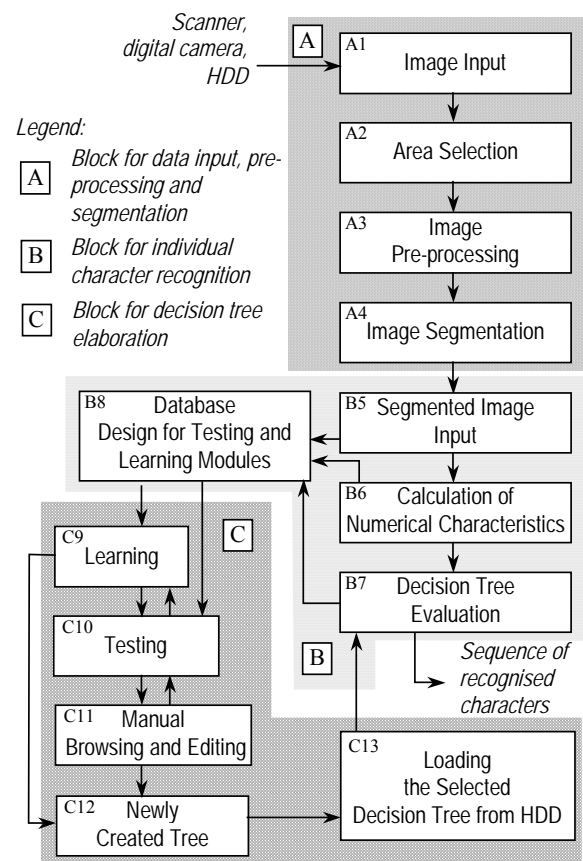 Scanner,
digital camera,
HDD
A
A1
Image Input
A2
Area Selection
A3
Image
Pre-processing
A4
Image Segmentation
Legend:
A
Block for data input, pre-
processing and
segmentation
B
Block for individual
character recognition
C
Block for decision tree
elaboration
B5
Segmented Image
Input
B6
Calculation of
Numerical Characteristics
B7
Decision Tree
Evaluation
B8
Database
Design for Testing and
Learning Modules
B
Sequence of
recognised
characters
C
C9
Learning
C10
Testing
C11
Manual
Browsing and Editing
C12
Newly
Created Tree
C13
Loading
the Selected
Decision Tree from HDD